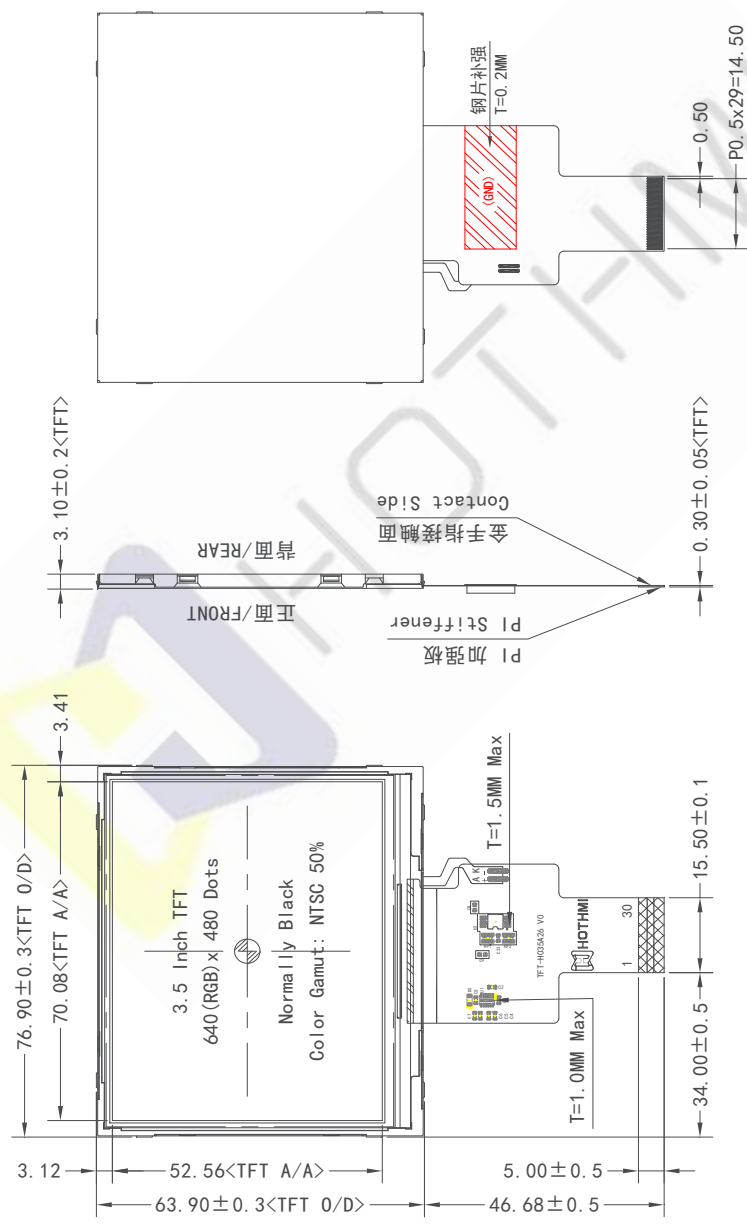 钢片补强
T=0.2MM
(GND)
0.50
P0.5x29=14.50
3.10±0.2<TFT>
背面/REAR
正面/FRONT
Contact Side
金手指接触面
PI Stiffener
PI 加强板
0.30±0.05<TFT>
3.41
76.90±0.3<TFT O/D>
70.08<TFT A/A>
3.5 Inch TFT
640(RGB)x 480 Dots
Normally Black
Color Gamut: NTSC 50%
T=1.5MM Max
A K
+ -
TFT-H035A26 V0
HOTHMI
1 30
T=1.0MM Max
15.50±0.1
34.00±0.5
3.12
52.56<TFT A/A>
63.90±0.3<TFT O/D>
5.00±0.5
46.68±0.5
HOTHM